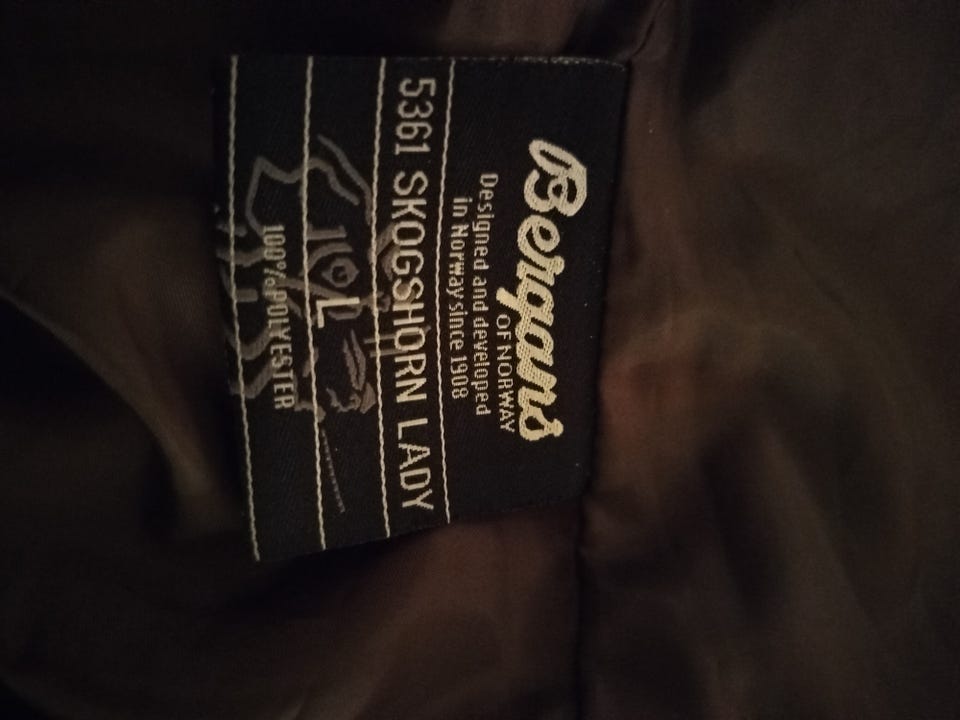 Bergans
OF NORWAY
Designed and developed
in Norway since 1908
5361 SKOGSHORN LADY
L
100% POLYESTER